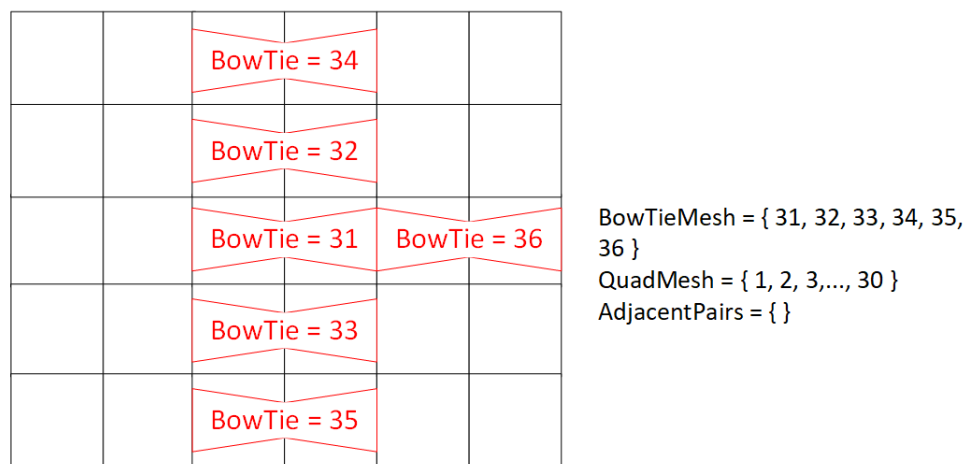 BowTie = 34
BowTie = 32
BowTie = 31
BowTie = 36
BowTie = 33
BowTie = 35
BowTieMesh = { 31, 32, 33, 34, 35,
36 }
QuadMesh = { 1, 2, 3,..., 30 }
AdjacentPairs = { }